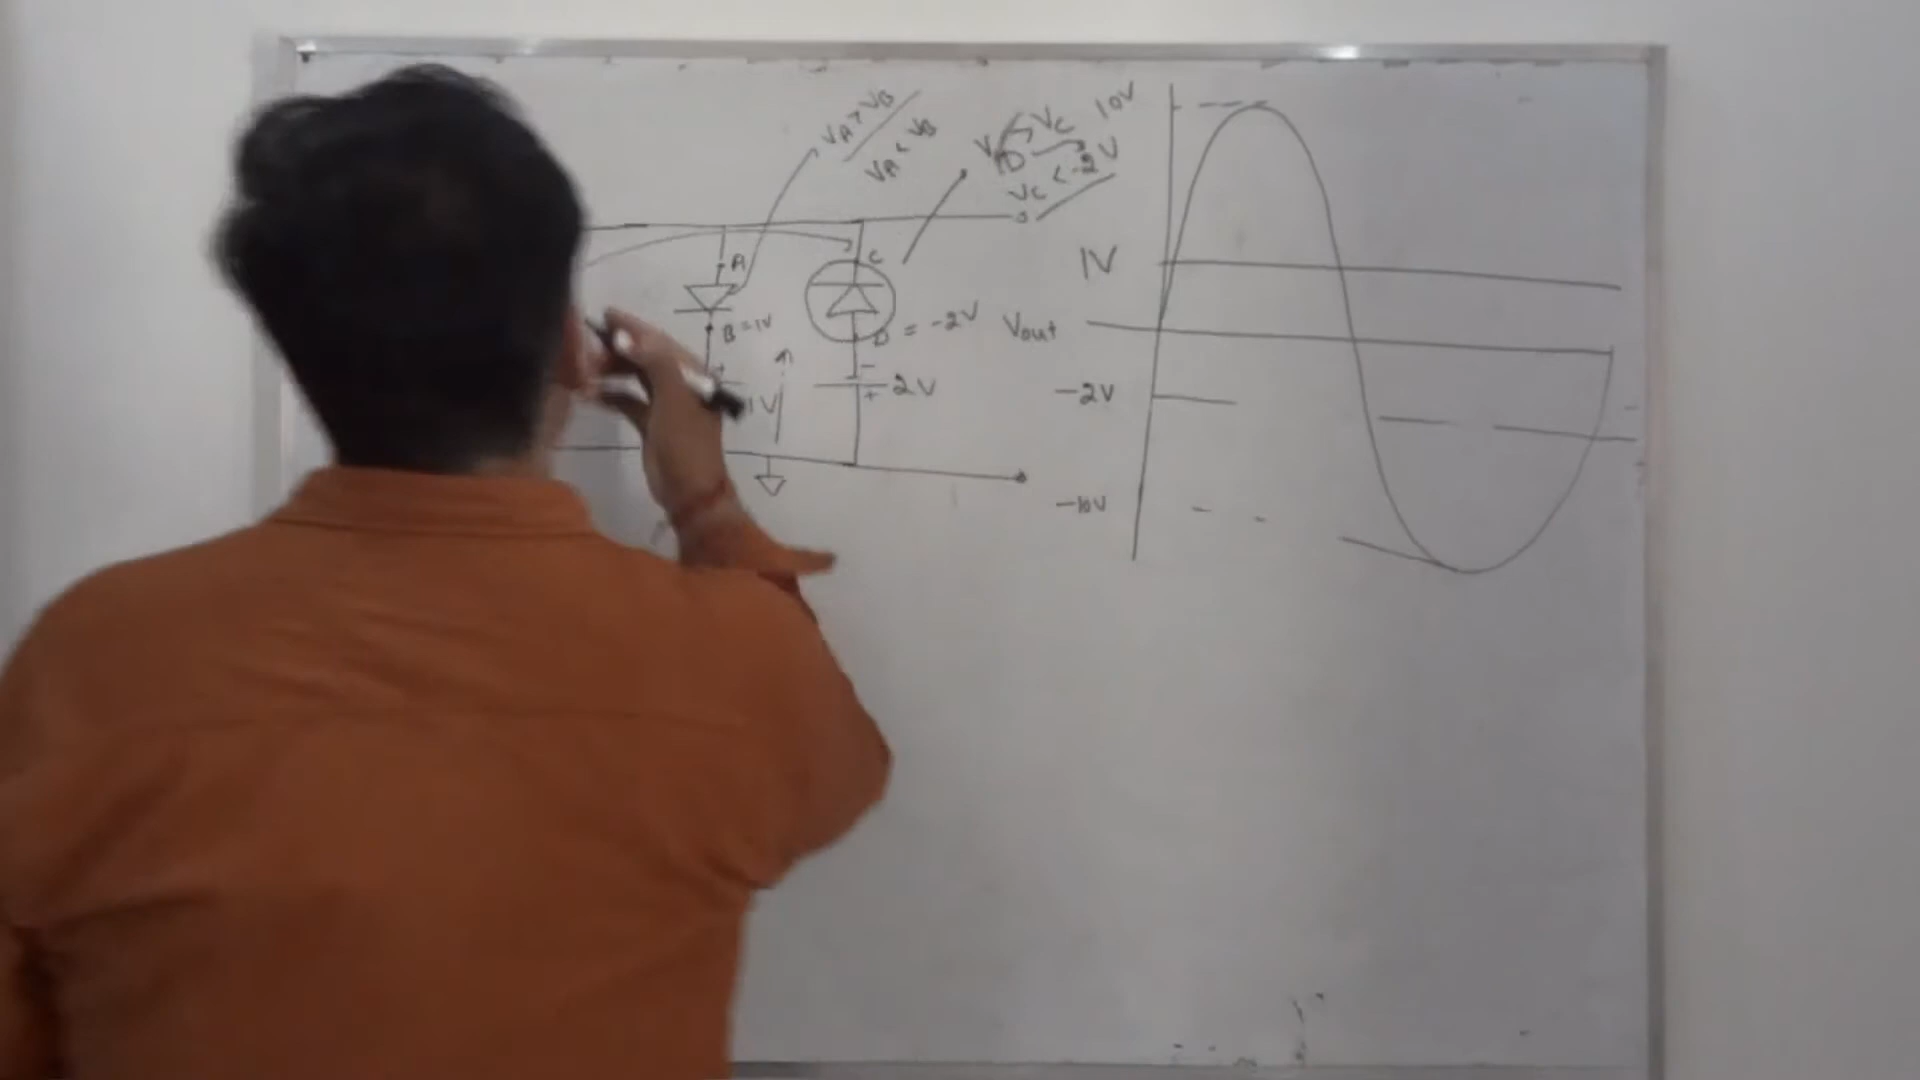 VA > VB
VA < VB
VD > VC
VC < -2V
10V
A
C
1V
B = 1V
D = -2V
Vout
+
-
1V
+
2V
-2V
-10V